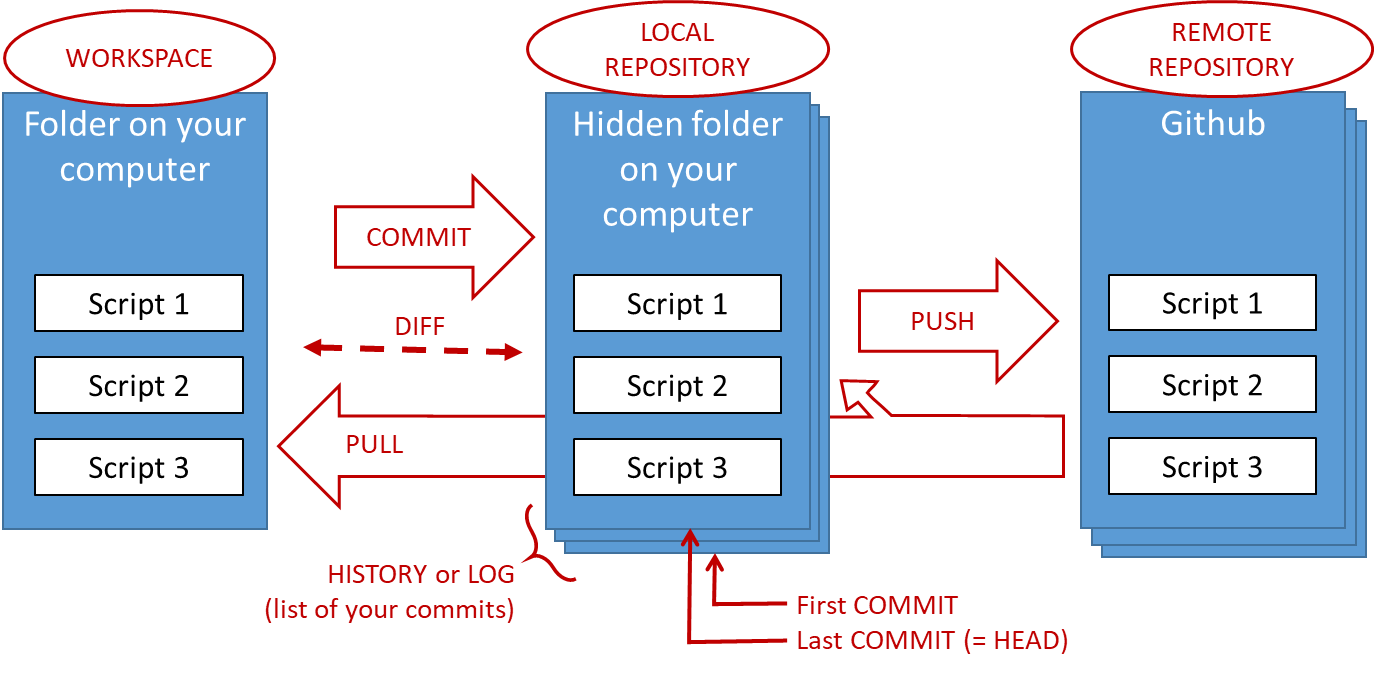 WORKSPACE
Folder on your
computer
Script 1
Script 2
Script 3
COMMIT
DIFF
PULL
LOCAL
REPOSITORY
Hidden folder
on your
computer
Script 1
Script 2
Script 3
PUSH
REMOTE
REPOSITORY
Github
Script 1
Script 2
Script 3
HISTORY or LOG
(list of your commits)
First COMMIT
Last COMMIT (= HEAD)